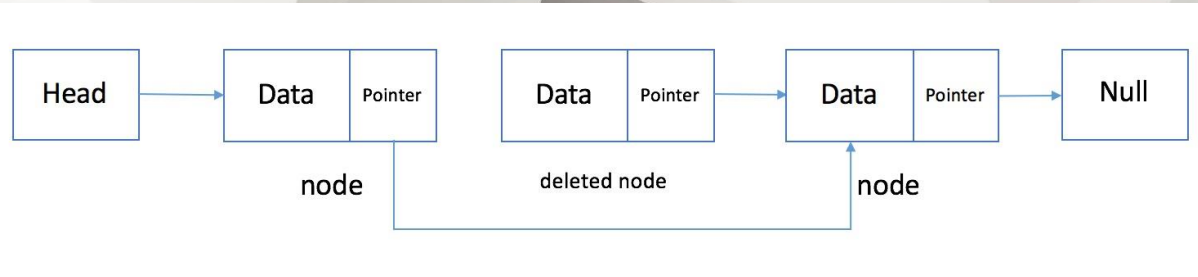 Head
Data Pointer
Data Pointer
Data Pointer
Null
node
deleted node
node